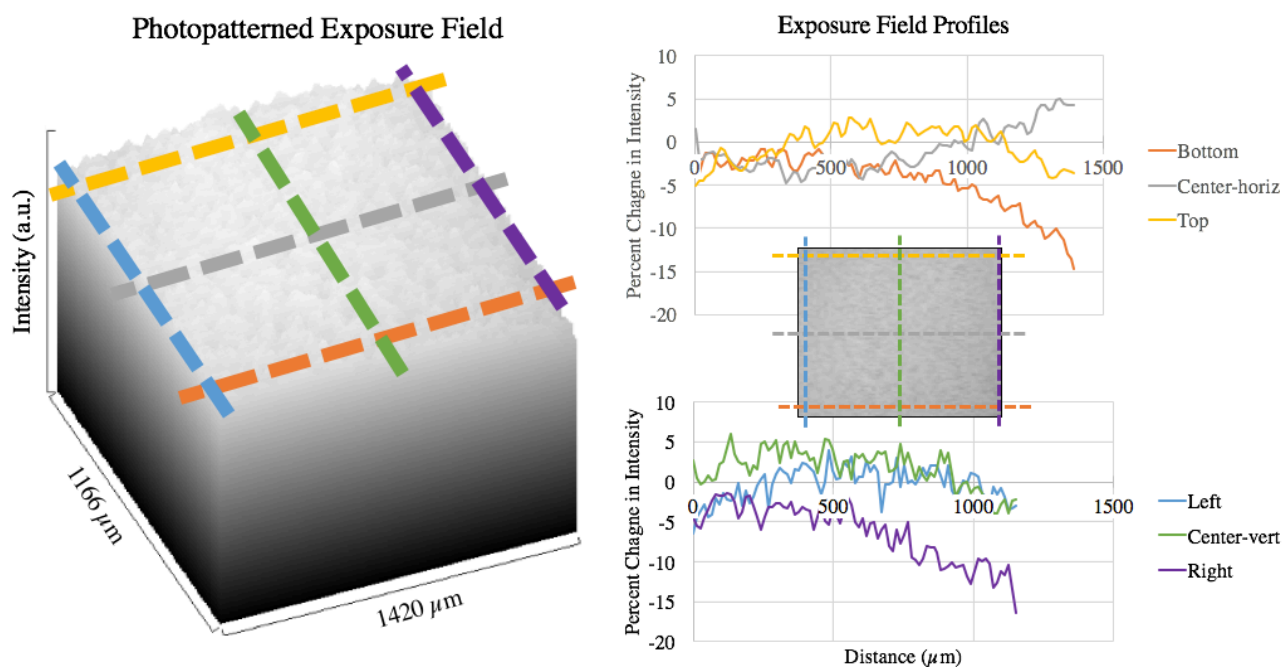 Photopatterned Exposure Field
Intensity (a.u.)
1166 µm
1420 µm
Exposure Field Profiles
Percent Chagne in Intensity
10
5
0
-5
-10
-15
-20
0
500
1000
1500
Bottom
Center-horiz
Top
Percent Chagne in Intensity
10
5
0
-5
-10
-15
-20
0
500
1000
1500
Left
Center-vert
Right
Distance (µm)